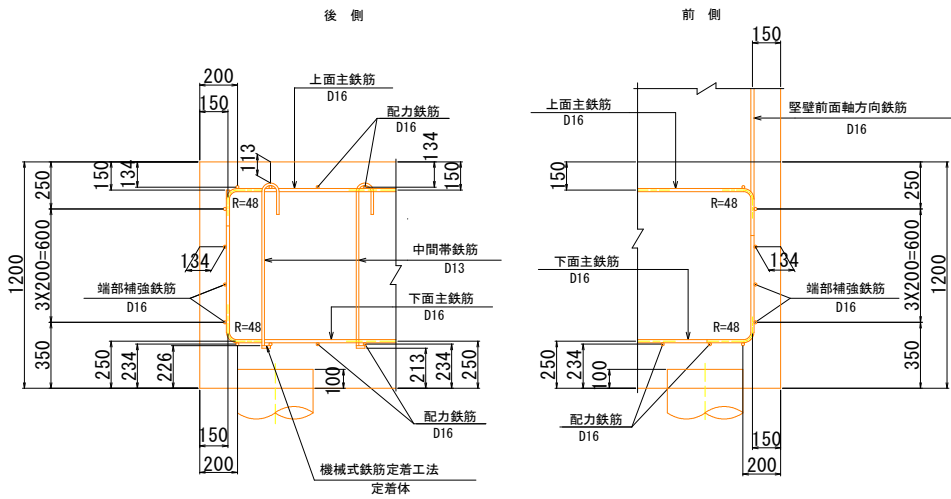 後 側
前 側
200
150
上面主鉄筋
D16
配力鉄筋
D16
13
134
150
134
150
250
R=48
3X200=600
1200
134
中間帯鉄筋
D13
端部補強鉄筋
D16
下面主鉄筋
D16
R=48
350
250
234
226
100
213
234
250
150
200
配力鉄筋
D16
機械式鉄筋定着工法
定着体
150
上面主鉄筋
D16
竪壁前面軸方向鉄筋
D16
150
250
R=48
3X200=600
1200
134
下面主鉄筋
D16
端部補強鉄筋
D16
R=48
350
250
234
100
配力鉄筋
D16
150
200